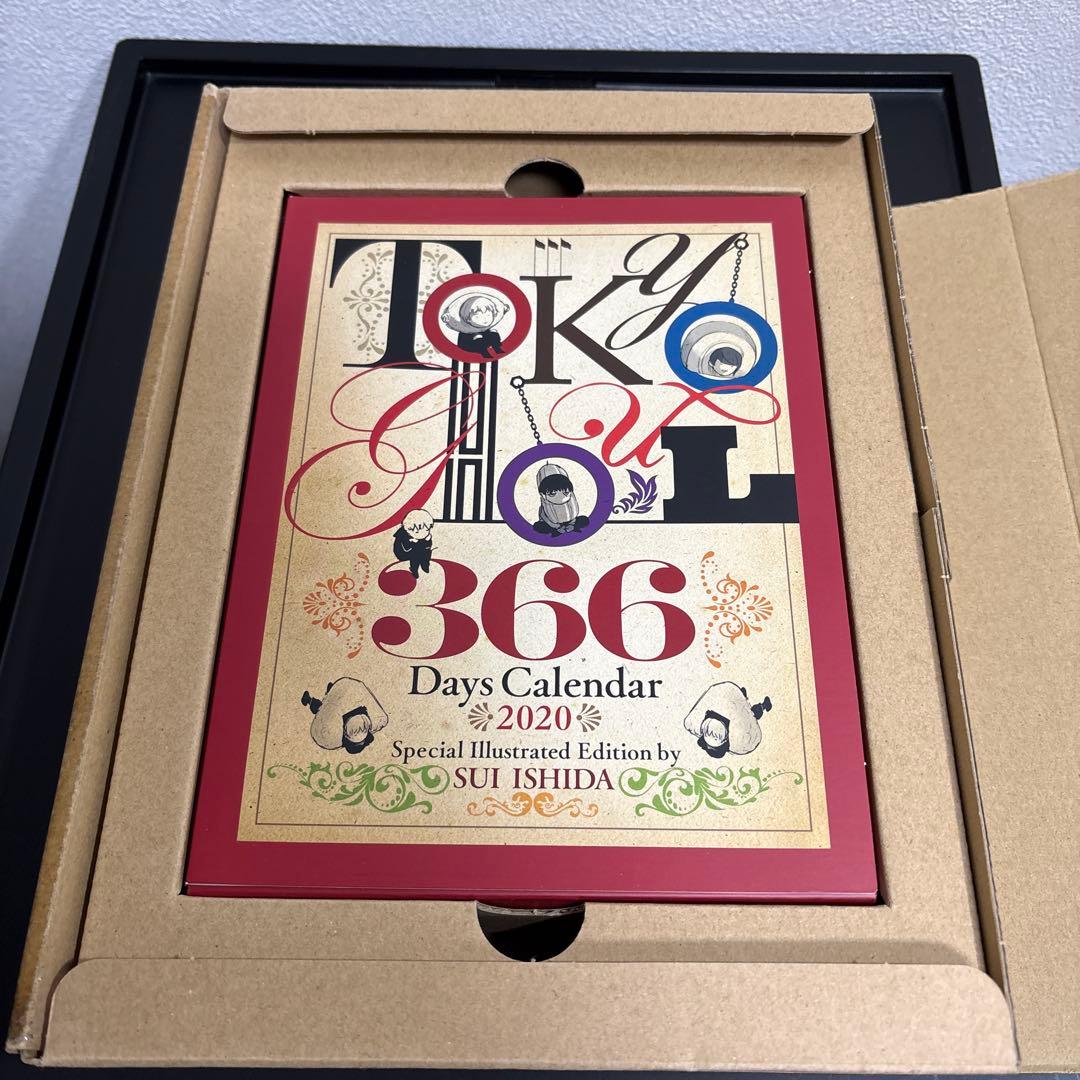 TOKYO
GHOUL
366
Days Calendar
2020
Special Illustrated Edition by
SUI ISHIDA